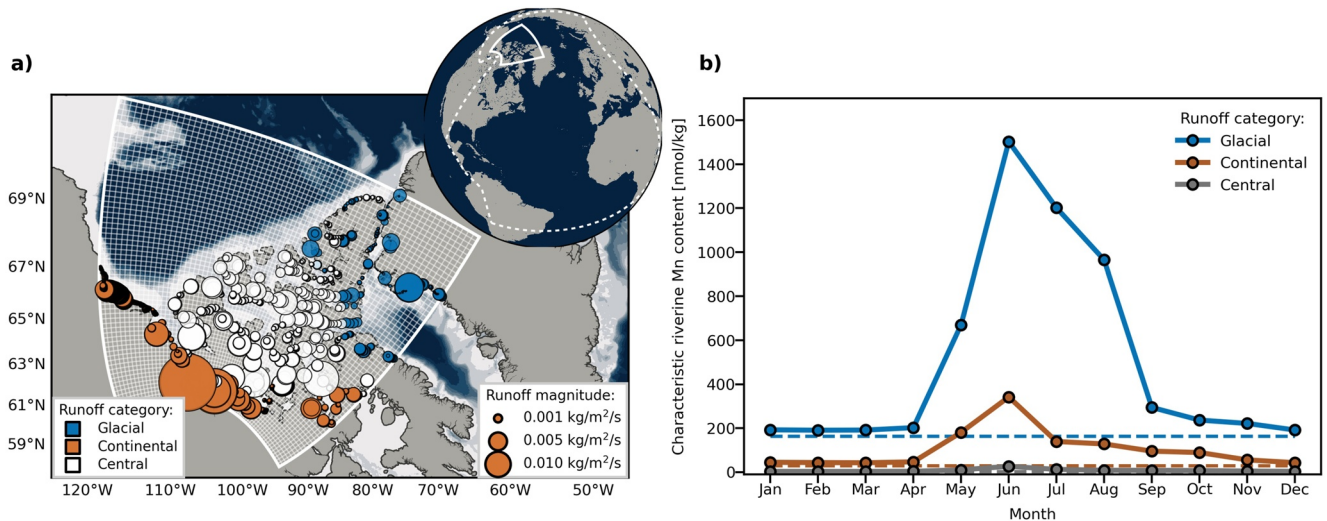 a)
69°N
67°N
65°N
63°N
61°N
59°N
120°W 110°W 100°W 90°W 80°W 70°W 60°W 50°W
Runoff category:
Glacial
Continental
Central
Runoff magnitude:
0.001 kg/m²/s
0.005 kg/m²/s
0.010 kg/m²/s
b)
Characteristic riverine Mn content [nmol/kg]
1600
1400
1200
1000
800
600
400
200
0
Runoff category:
Glacial
Continental
Central
Jan Feb Mar Apr May Jun Jul Aug Sep Oct Nov Dec
Month